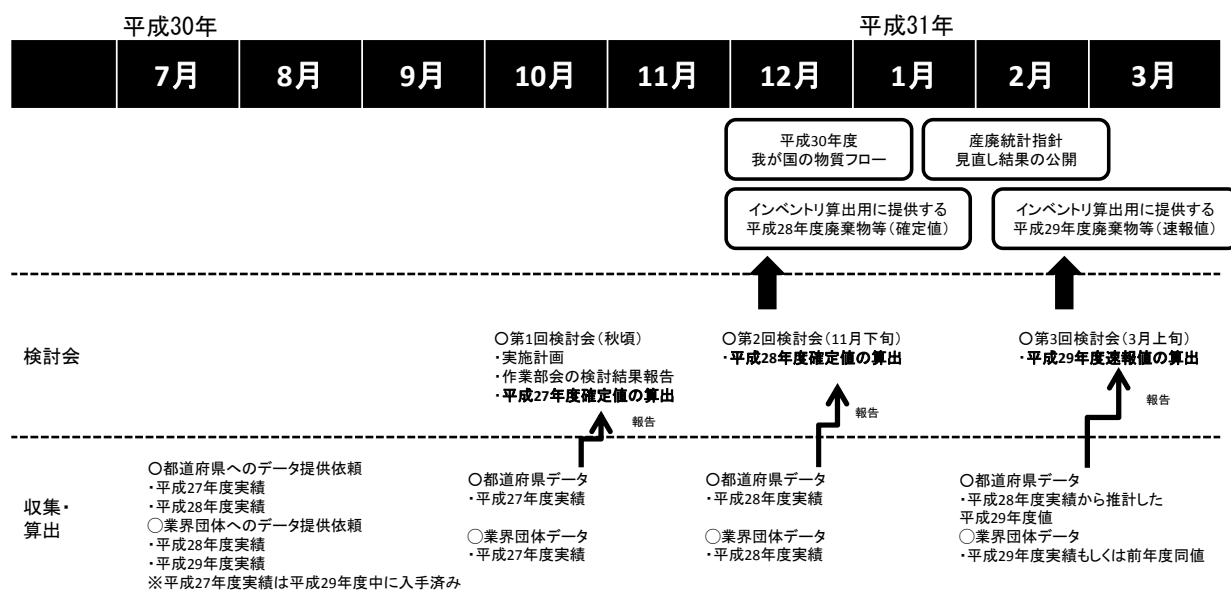 平成30年
平成31年
7月 8月 9月 10月 11月 12月 1月 2月 3月
平成30年度
我が国の物質フロー
産廃統計指針
見直し結果の公開
インベントリ算出用に提供する
平成28年度廃棄物等(確定値)
インベントリ算出用に提供する
平成29年度廃棄物等(速報値)
検討会
○第1回検討会(秋頃)
・実施計画
・作業部会の検討結果報告
・平成27年度確定値の算出
報告
○第2回検討会(11月下旬)
・平成28年度確定値の算出
報告
○第3回検討会(3月上旬)
・平成29年度速報値の算出
報告
収集・
算出
○都道府県へのデータ提供依頼
・平成27年度実績
・平成28年度実績
○業界団体へのデータ提供依頼
・平成28年度実績
・平成29年度実績
※平成27年度実績は平成29年度中に入手済み
○都道府県データ
・平成27年度実績
○業界団体データ
・平成27年度実績
○都道府県データ
・平成28年度実績
○業界団体データ
・平成28年度実績
○都道府県データ
・平成28年度実績から推計した
平成29年度値
○業界団体データ
・平成29年度実績もしくは前年度同値